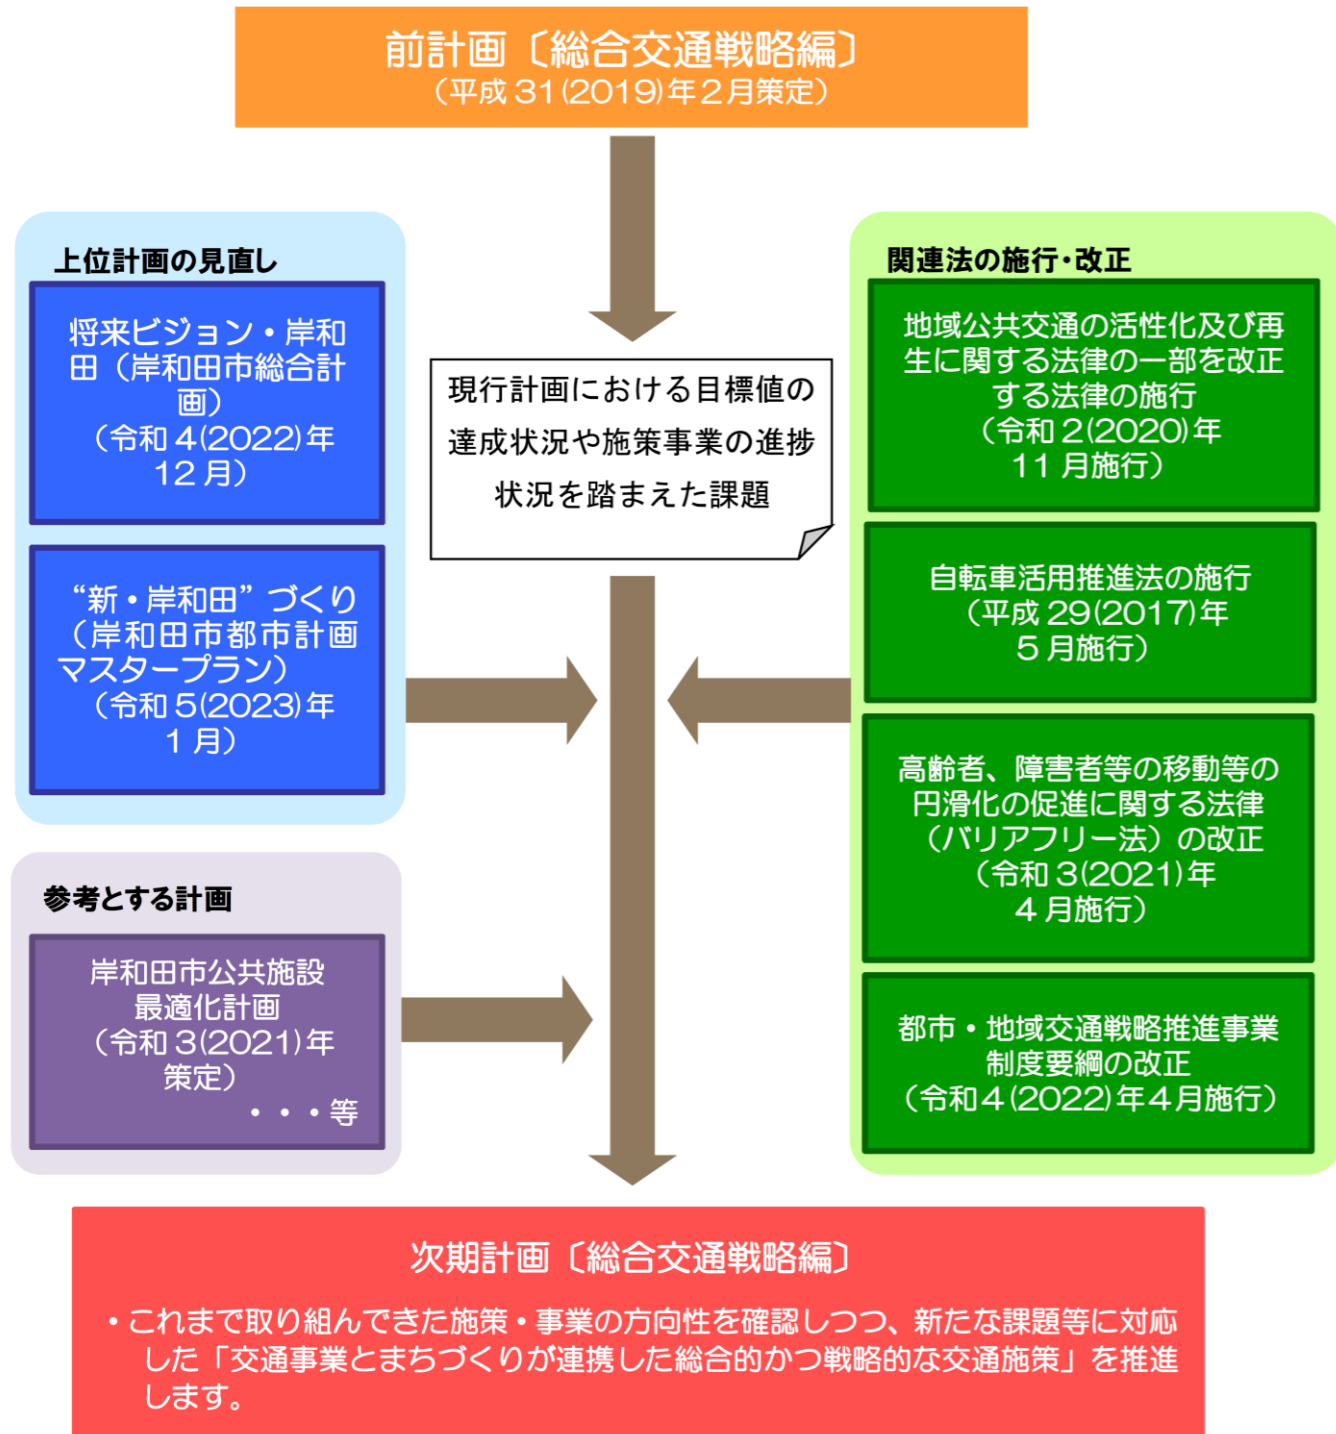 前計画〔総合交通戦略編〕
（平成 31(2019)年２月策定）
上位計画の見直し
将来ビジョン・岸和
田（岸和田市総合計
画）
（令和 4(2022)年
12 月）
“新・岸和田”づくり
（岸和田市都市計画
マスタープラン）
（令和 5(2023)年
1 月）
参考とする計画
岸和田市公共施設
最適化計画
（令和 3(2021)年
策定）
・・・等
現行計画における目標値の
達成状況や施策事業の進捗
状況を踏まえた課題
関連法の施行・改正
地域公共交通の活性化及び再
生に関する法律の一部を改正
する法律の施行
（令和 2(2020)年
11 月施行）
自転車活用推進法の施行
（平成 29(2017)年
5 月施行）
高齢者、障害者等の移動等の
円滑化の促進に関する法律
（バリアフリー法）の改正
（令和 3(2021)年
4 月施行）
都市・地域交通戦略推進事業
制度要綱の改正
（令和４(2022)年４月施行）
次期計画〔総合交通戦略編〕
・これまで取り組んできた施策・事業の方向性を確認しつつ、新たな課題等に対応
した「交通事業とまちづくりが連携した総合的かつ戦略的な交通施策」を推進
します。